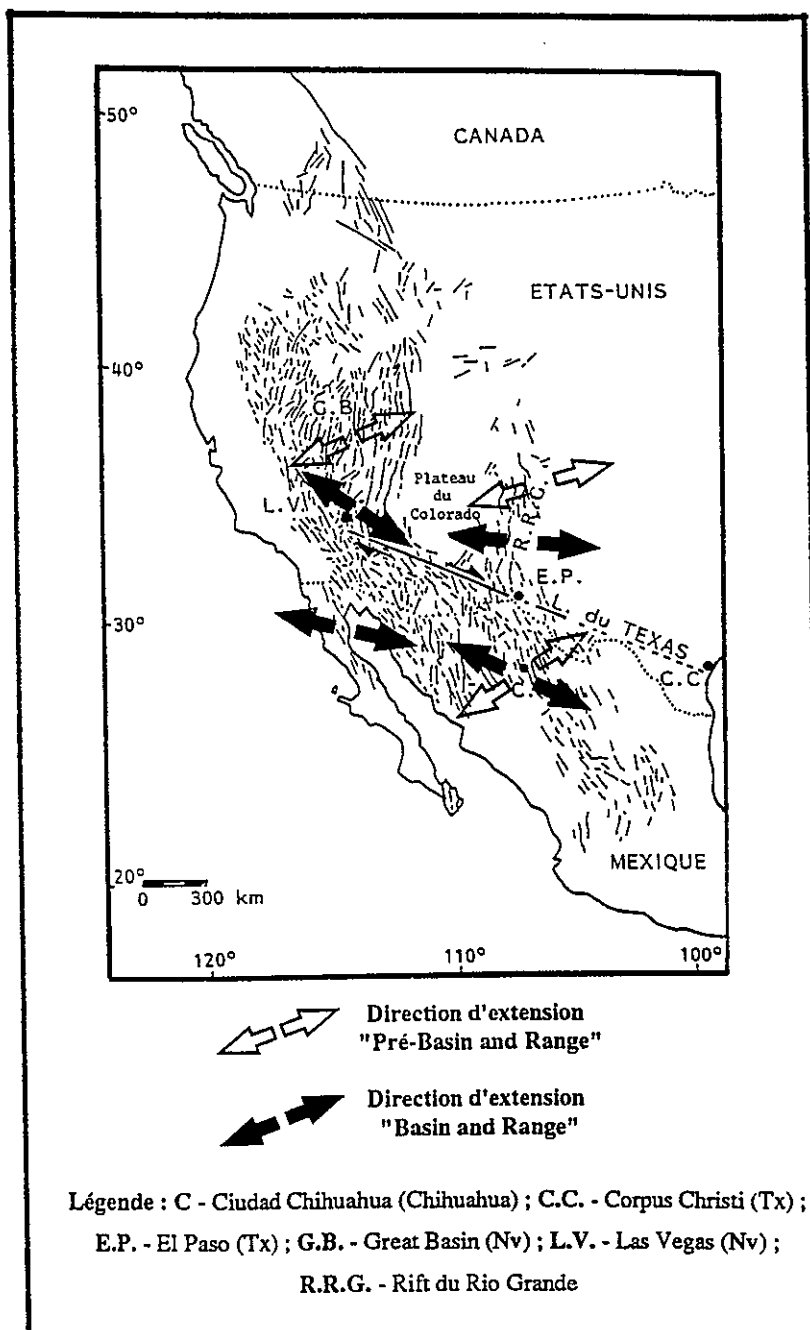 50°
CANADA
ETATS-UNIS
40°
G.B
Plateau
du
Colorado
L.V.
R.R.G.
E.P.
30°
L. du TEXAS
C.C.
C.
MEXIQUE
20°
0 300 km
120° 110° 100°
Direction d'extension
"Pré-Basin and Range"
Direction d'extension
"Basin and Range"
Légende : C - Ciudad Chihuahua (Chihuahua) ; C.C. - Corpus Christi (Tx) ;
E.P. - El Paso (Tx) ; G.B. - Great Basin (Nv) ; L.V. - Las Vegas (Nv) ;
R.R.G. - Rift du Rio Grande